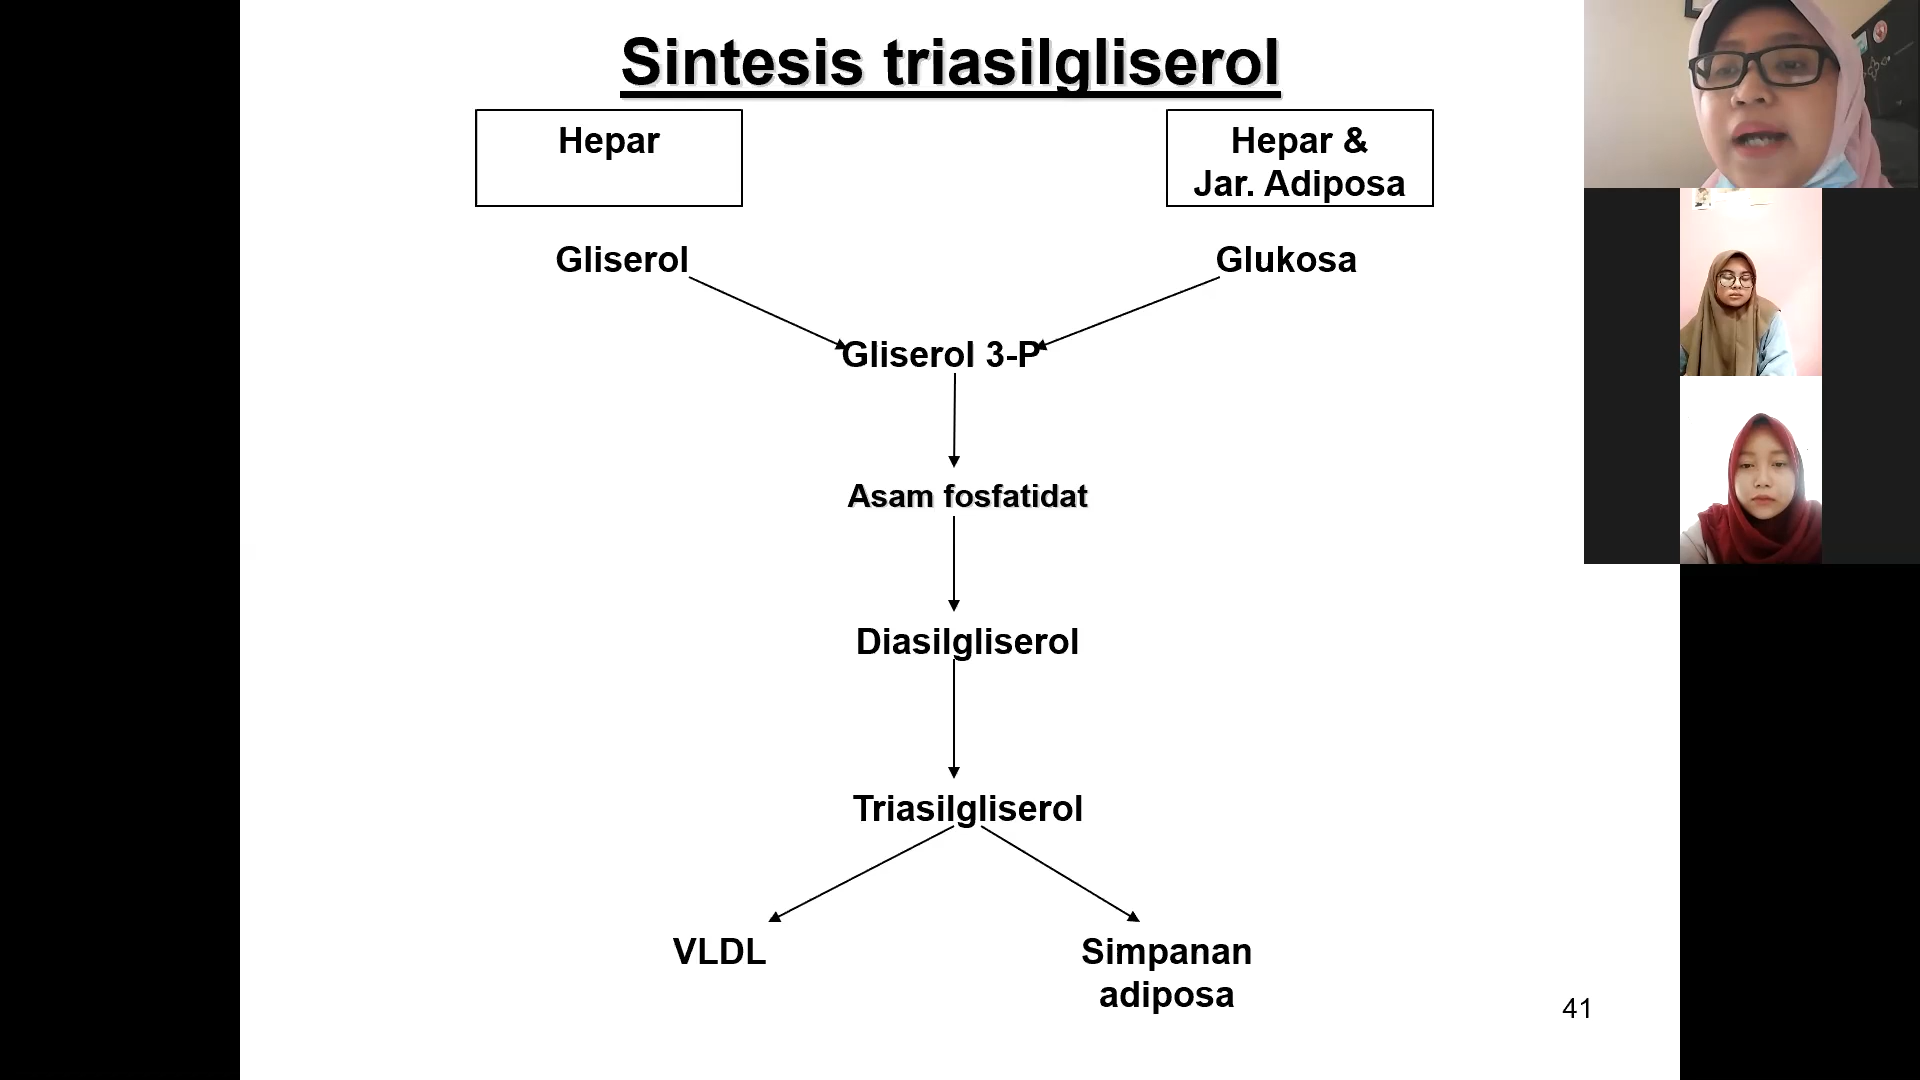 Sintesis triasilgliserol
Hepar
Hepar &
Jar. Adiposa
Gliserol
Glukosa
Gliserol 3-P
Asam fosfatidat
Diasilgliserol
Triasilgliserol
VLDL
Simpanan
adiposa
41